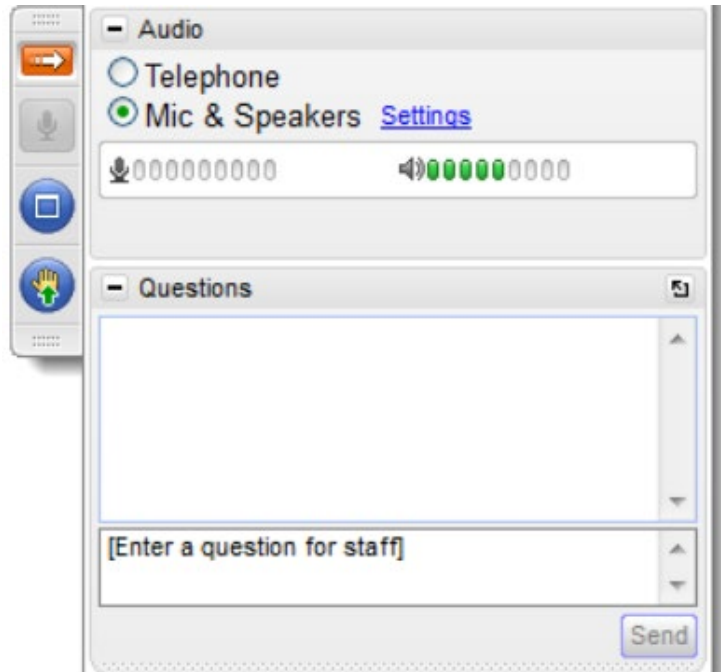 Audio
Telephone
Mic & Speakers Settings
Questions
[Enter a question for staff]
Send